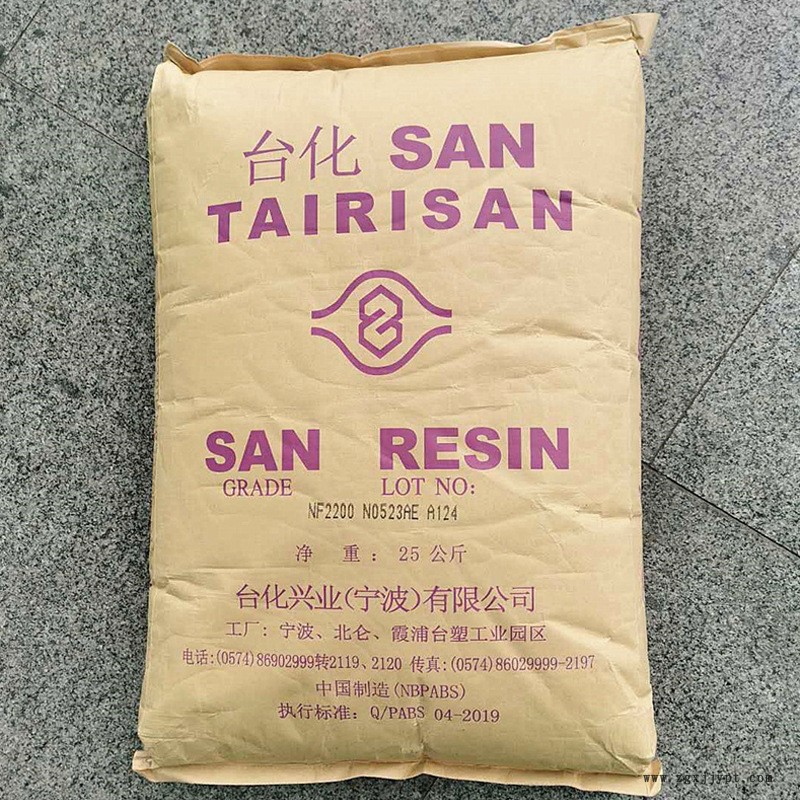 台化 SAN
TAIRISAN
SAN RESIN
GRADE LOT NO:
NF2200 N0523AE A124
净 重 : 25 公斤
台化兴业(宁波)有限公司
工厂: 宁波、北仑、霞浦台塑工业园区
电话:(0574)86902999转2119、2120 传真:(0574)86029999-2197
中国制造(NBPABS)
执行标准: Q/PABS 04-2019
www.zgxjjypt.com